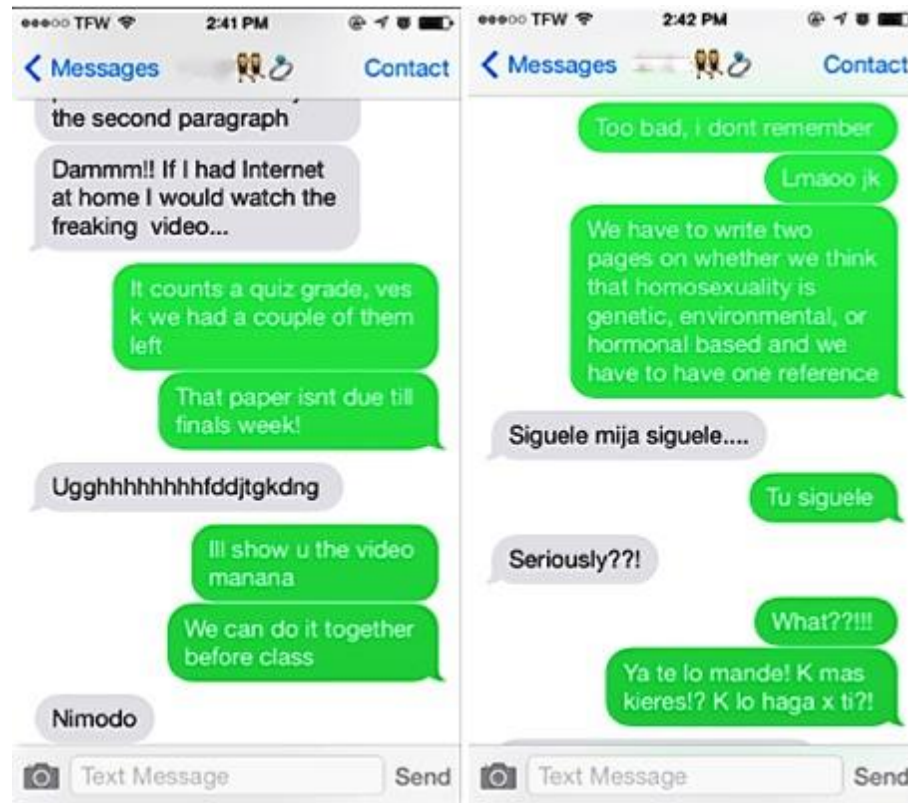 TFW 2:41 PM
Messages Contact
the second paragraph
Dammm!! If I had Internet
at home I would watch the
freaking video...
It counts a quiz grade, ves
k we had a couple of them
left
That paper isnt due till
finals week!
Ugghhhhhhhhfddjtgkdng
Ill show u the video
manana
We can do it together
before class
Nimodo
Text Message Send
TFW 2:42 PM
Messages Contact
Too bad, i dont remember
Lmaoo jk
We have to write two
pages on whether we think
that homosexuality is
genetic, environmental, or
hormonal based and we
have to have one reference
Siguele mija siguele....
Tu siguele
Seriously??!
What??!!!
Ya te lo mande! K mas
kieres!? K lo haga x ti?!
Text Message Send